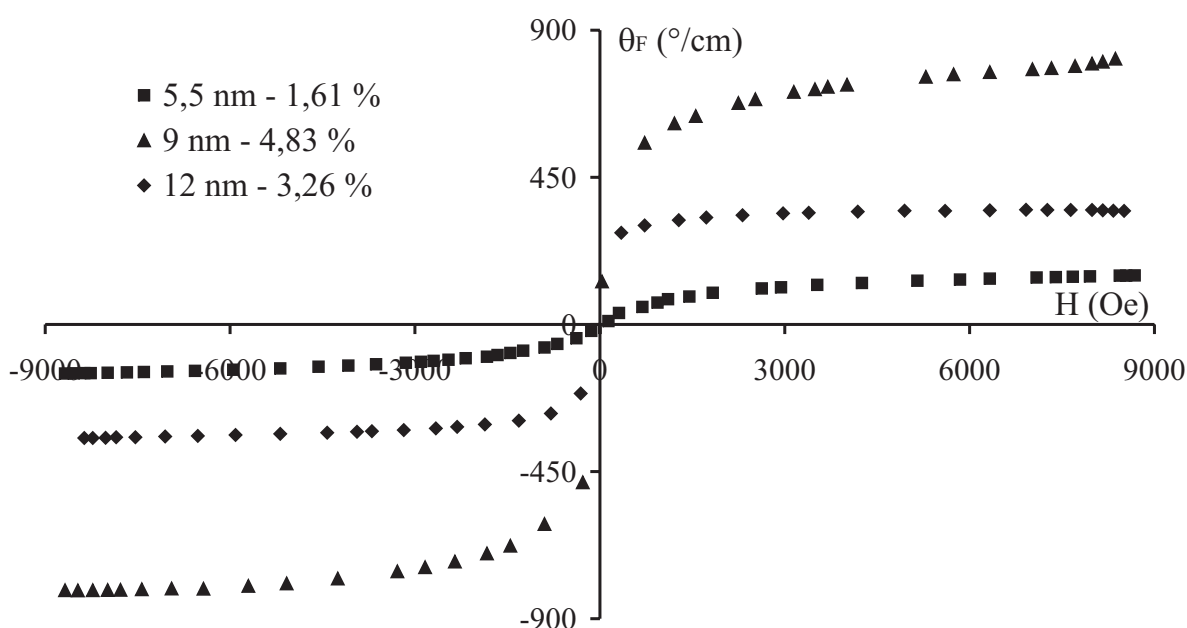 900
θF (°/cm)
5,5 nm - 1,61 %
9 nm - 4,83 %
12 nm - 3,26 %
450
0
H (Oe)
-9000 -6000 -3000 0 3000 6000 9000
-450
-900